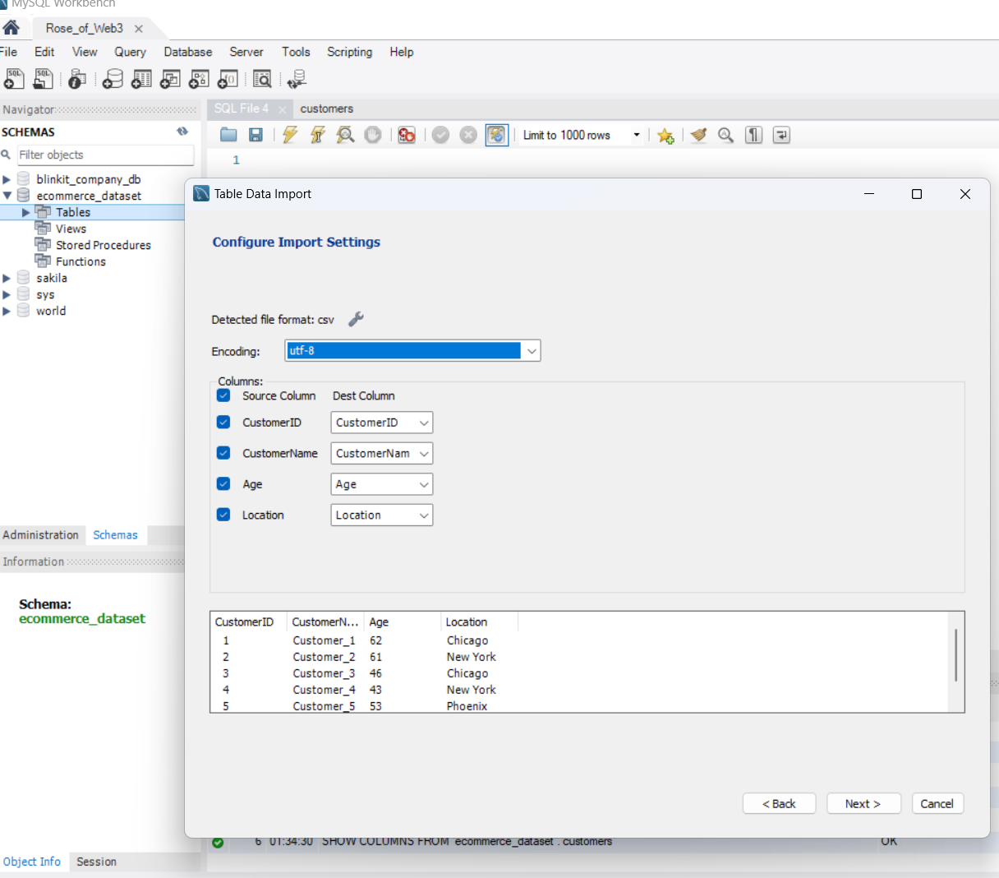 MySQL Workbench
Rose_of_Web3
File Edit View Query Database Server Tools Scripting Help
Navigator
SCHEMAS
Filter objects
blinkit_company_db
ecommerce_dataset
Tables
Views
Stored Procedures
Functions
sakila
sys
world
Administration Schemas
Information
Schema:
ecommerce_dataset
Object Info Session
SQL File 4 customers
Limit to 1000 rows
1
Table Data Import
Configure Import Settings
Detected file format: csv
Encoding: utf-8
Columns:
Source Column Dest Column
CustomerID CustomerID
CustomerName CustomerNam
Age Age
Location Location
CustomerID CustomerN... Age Location
1 Customer_1 62 Chicago
2 Customer_2 61 New York
3 Customer_3 46 Chicago
4 Customer_4 43 New York
5 Customer_5 53 Phoenix
< Back Next > Cancel
6 01:34:30 SHOW COLUMNS FROM ecommerce_dataset . customers OK